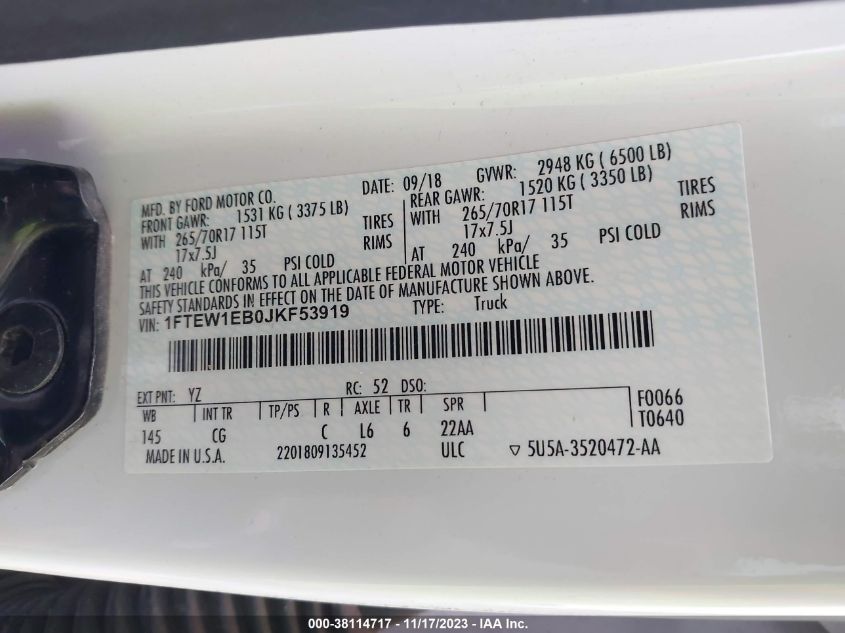 MFD. BY FORD MOTOR CO. DATE: 09/18 GVWR: 2948 KG ( 6500 LB)
FRONT GAWR: 1531 KG ( 3375 LB) REAR GAWR: 1520 KG ( 3350 LB)
WITH 265/70R17 115T TIRES WITH 265/70R17 115T TIRES
17x7.5J RIMS 17x7.5J RIMS
AT 240 kPa/ 35 PSI COLD AT 240 kPa/ 35 PSI COLD
THIS VEHICLE CONFORMS TO ALL APPLICABLE FEDERAL MOTOR VEHICLE
SAFETY STANDARDS IN EFFECT ON THE DATE OF MANUFACTURE SHOWN ABOVE.
VIN: 1FTEW1EB0JKF53919 TYPE: Truck
EXT PNT: YZ RC: 52 DSO:
WB INT TR TP/PS R AXLE TR SPR F0066
145 CG C L6 6 22AA T0640
MADE IN U.S.A. 2201809135452 ULC ▽ 5U5A-3520472-AA
000-38114717 - 11/17/2023 - IAA Inc.